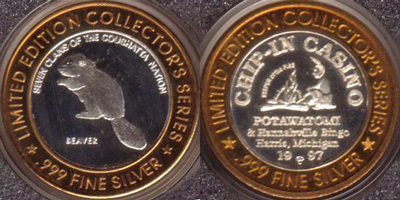 LIMITED EDITION COLLECTOR'S SERIES
SEVEN CLANS OF THE COUSHATTA NATION
BEAVER
.999 FINE SILVER
LIMITED EDITION COLLECTOR'S SERIES
CHIP-IN CASINO
POTAWATOMI
& Hannahville Bingo
Harris, Michigan
19 97
.999 FINE SILVER